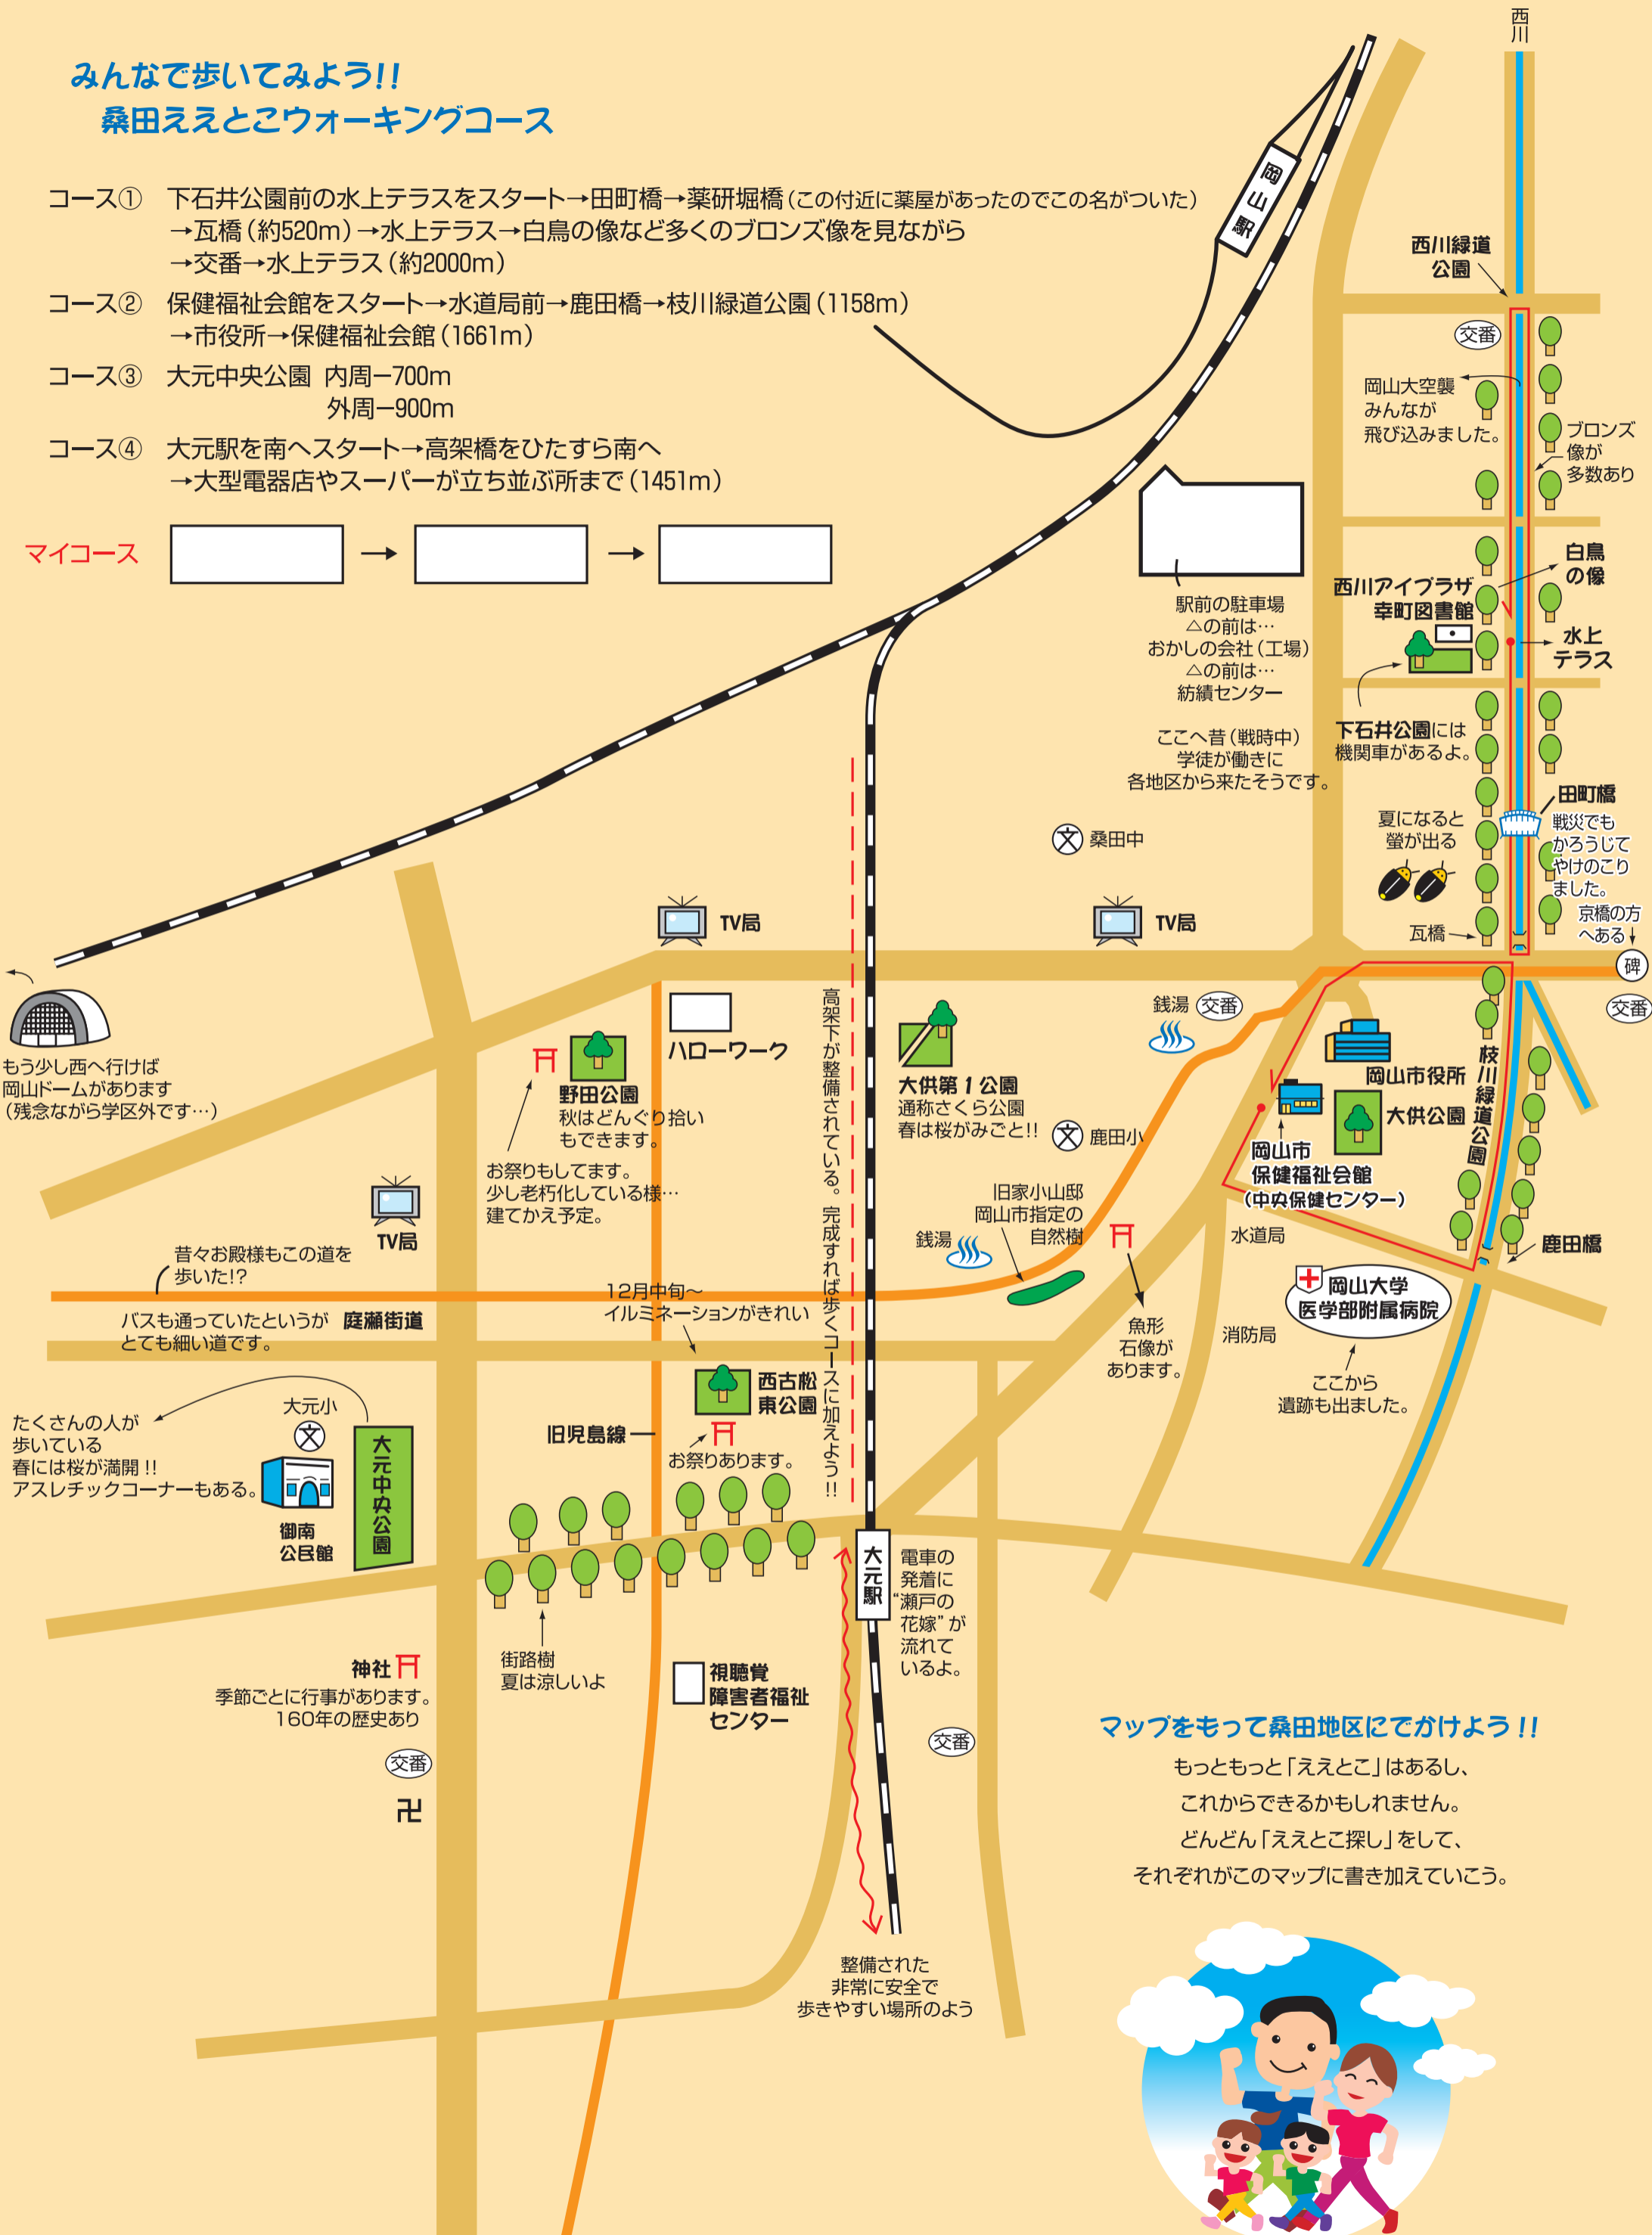 西川
みんなで歩いてみよう!!
桑田ええとこウォーキングコース
コース① 下石井公園前の水上テラスをスタート→田町橋→薬研堀橋(この付近に薬屋があったのでこの名がついた)
→瓦橋(約520m)→水上テラス→白鳥の像など多くのブロンズ像を見ながら
→交番→水上テラス(約2000m)
コース② 保健福祉会館をスタート→水道局前→鹿田橋→枝川緑道公園(1158m)
→市役所→保健福祉会館(1661m)
コース③ 大元中央公園 内周ー700m
外周ー900m
コース④ 大元駅を南へスタート→高架橋をひたすら南へ
→大型電器店やスーパーが立ち並ぶ所まで(1451m)
マイコース → →
岡山駅
西川緑道
公園
交番
岡山大空襲
みんなが
飛び込みました。
ブロンズ
像が
多数あり
白鳥
の像
西川アイプラザ
幸町図書館
水上
テラス
駅前の駐車場
△の前は…
おかしの会社(工場)
△の前は…
紡績センター
ここへ昔(戦時中)
学徒が働きに
各地区から来たそうです。
下石井公園には
機関車があるよ。
田町橋
戦災でも
かろうじて
やけのこり
ました。
夏になると
螢が出る
瓦橋
京橋の方
へある
碑
交番
文 桑田中
TV局
TV局
もう少し西へ行けば
岡山ドームがあります
(残念ながら学区外です…)
ハローワーク
野田公園
秋はどんぐり拾い
もできます。
お祭りもしてます。
少し老朽化している様…
建てかえ予定。
高架下が整備されている。完成すれば歩くコースに加えよう!!
大供第1公園
通称さくら公園
春は桜がみごと!!
文 鹿田小
銭湯
交番
岡山市役所
大供公園
枝川緑道公園
岡山市
保健福祉会館
(中央保健センター)
水道局
鹿田橋
岡山大学
医学部附属病院
ここから
遺跡も出ました。
消防局
旧家小山邸
岡山市指定の
自然樹
銭湯
魚形
石像が
あります。
TV局
昔々お殿様もこの道を
歩いた!?
バスも通っていたというが
とても細い道です。
庭瀬街道
12月中旬〜
イルミネーションがきれい
西古松
東公園
お祭りあります。
旧児島線
たくさんの人が
歩いている
春には桜が満開!!
アスレチックコーナーもある。
大元小
文
御南
公民館
大元中央公園
大元駅
電車の
発着に
“瀬戸の
花嫁”が
流れて
いるよ。
街路樹
夏は涼しいよ
神社
季節ごとに行事があります。
160年の歴史あり
交番
卍
視聴覚
障害者福祉
センター
交番
整備された
非常に安全で
歩きやすい場所のよう
マップをもって桑田地区にでかけよう!!
もっともっと「ええとこ」はあるし、
これからできるかもしれません。
どんどん「ええとこ探し」をして、
それぞれがこのマップに書き加えていこう。